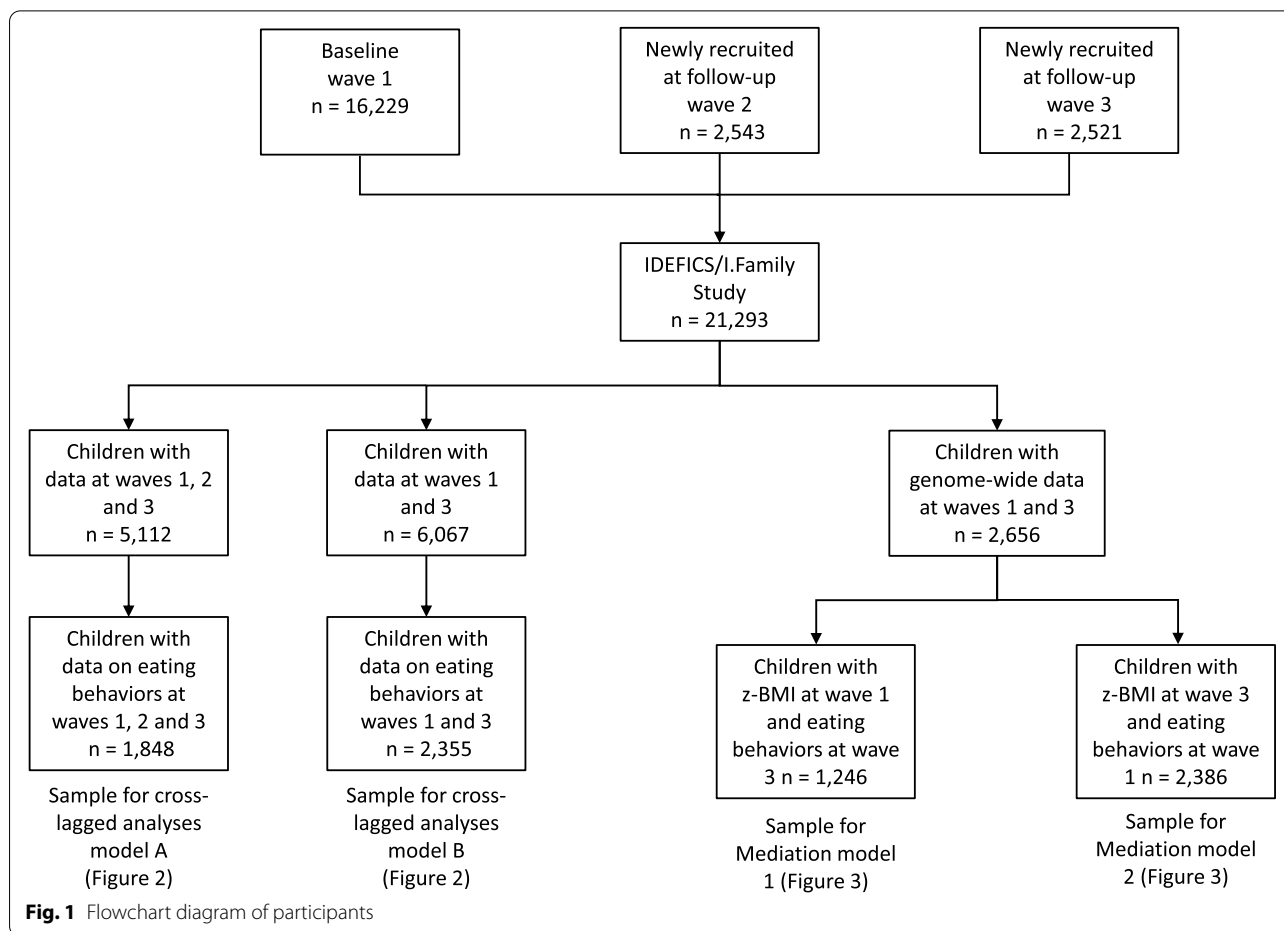 Baseline
wave 1
n = 16,229
Newly recruited
at follow-up
wave 2
n = 2,543
Newly recruited
at follow-up
wave 3
n = 2,521
IDEFICS/I.Family
Study
n = 21,293
Children with
data at waves 1, 2
and 3
n = 5,112
Children with
data at waves 1
and 3
n = 6,067
Children with
genome-wide data
at waves 1 and 3
n = 2,656
Children with
data on eating
behaviors at
waves 1, 2 and 3
n = 1,848
Children with
data on eating
behaviors at
waves 1 and 3
n = 2,355
Children with
z-BMI at wave 1
and eating
behaviors at wave
3 n = 1,246
Children with
z-BMI at wave 3
and eating
behaviors at wave
1 n = 2,386
Sample for cross-
lagged analyses
model A
(Figure 2)
Sample for cross-
lagged analyses
model B
(Figure 2)
Sample for
Mediation model
1 (Figure 3)
Sample for
Mediation model
2 (Figure 3)
Fig. 1 Flowchart diagram of participants